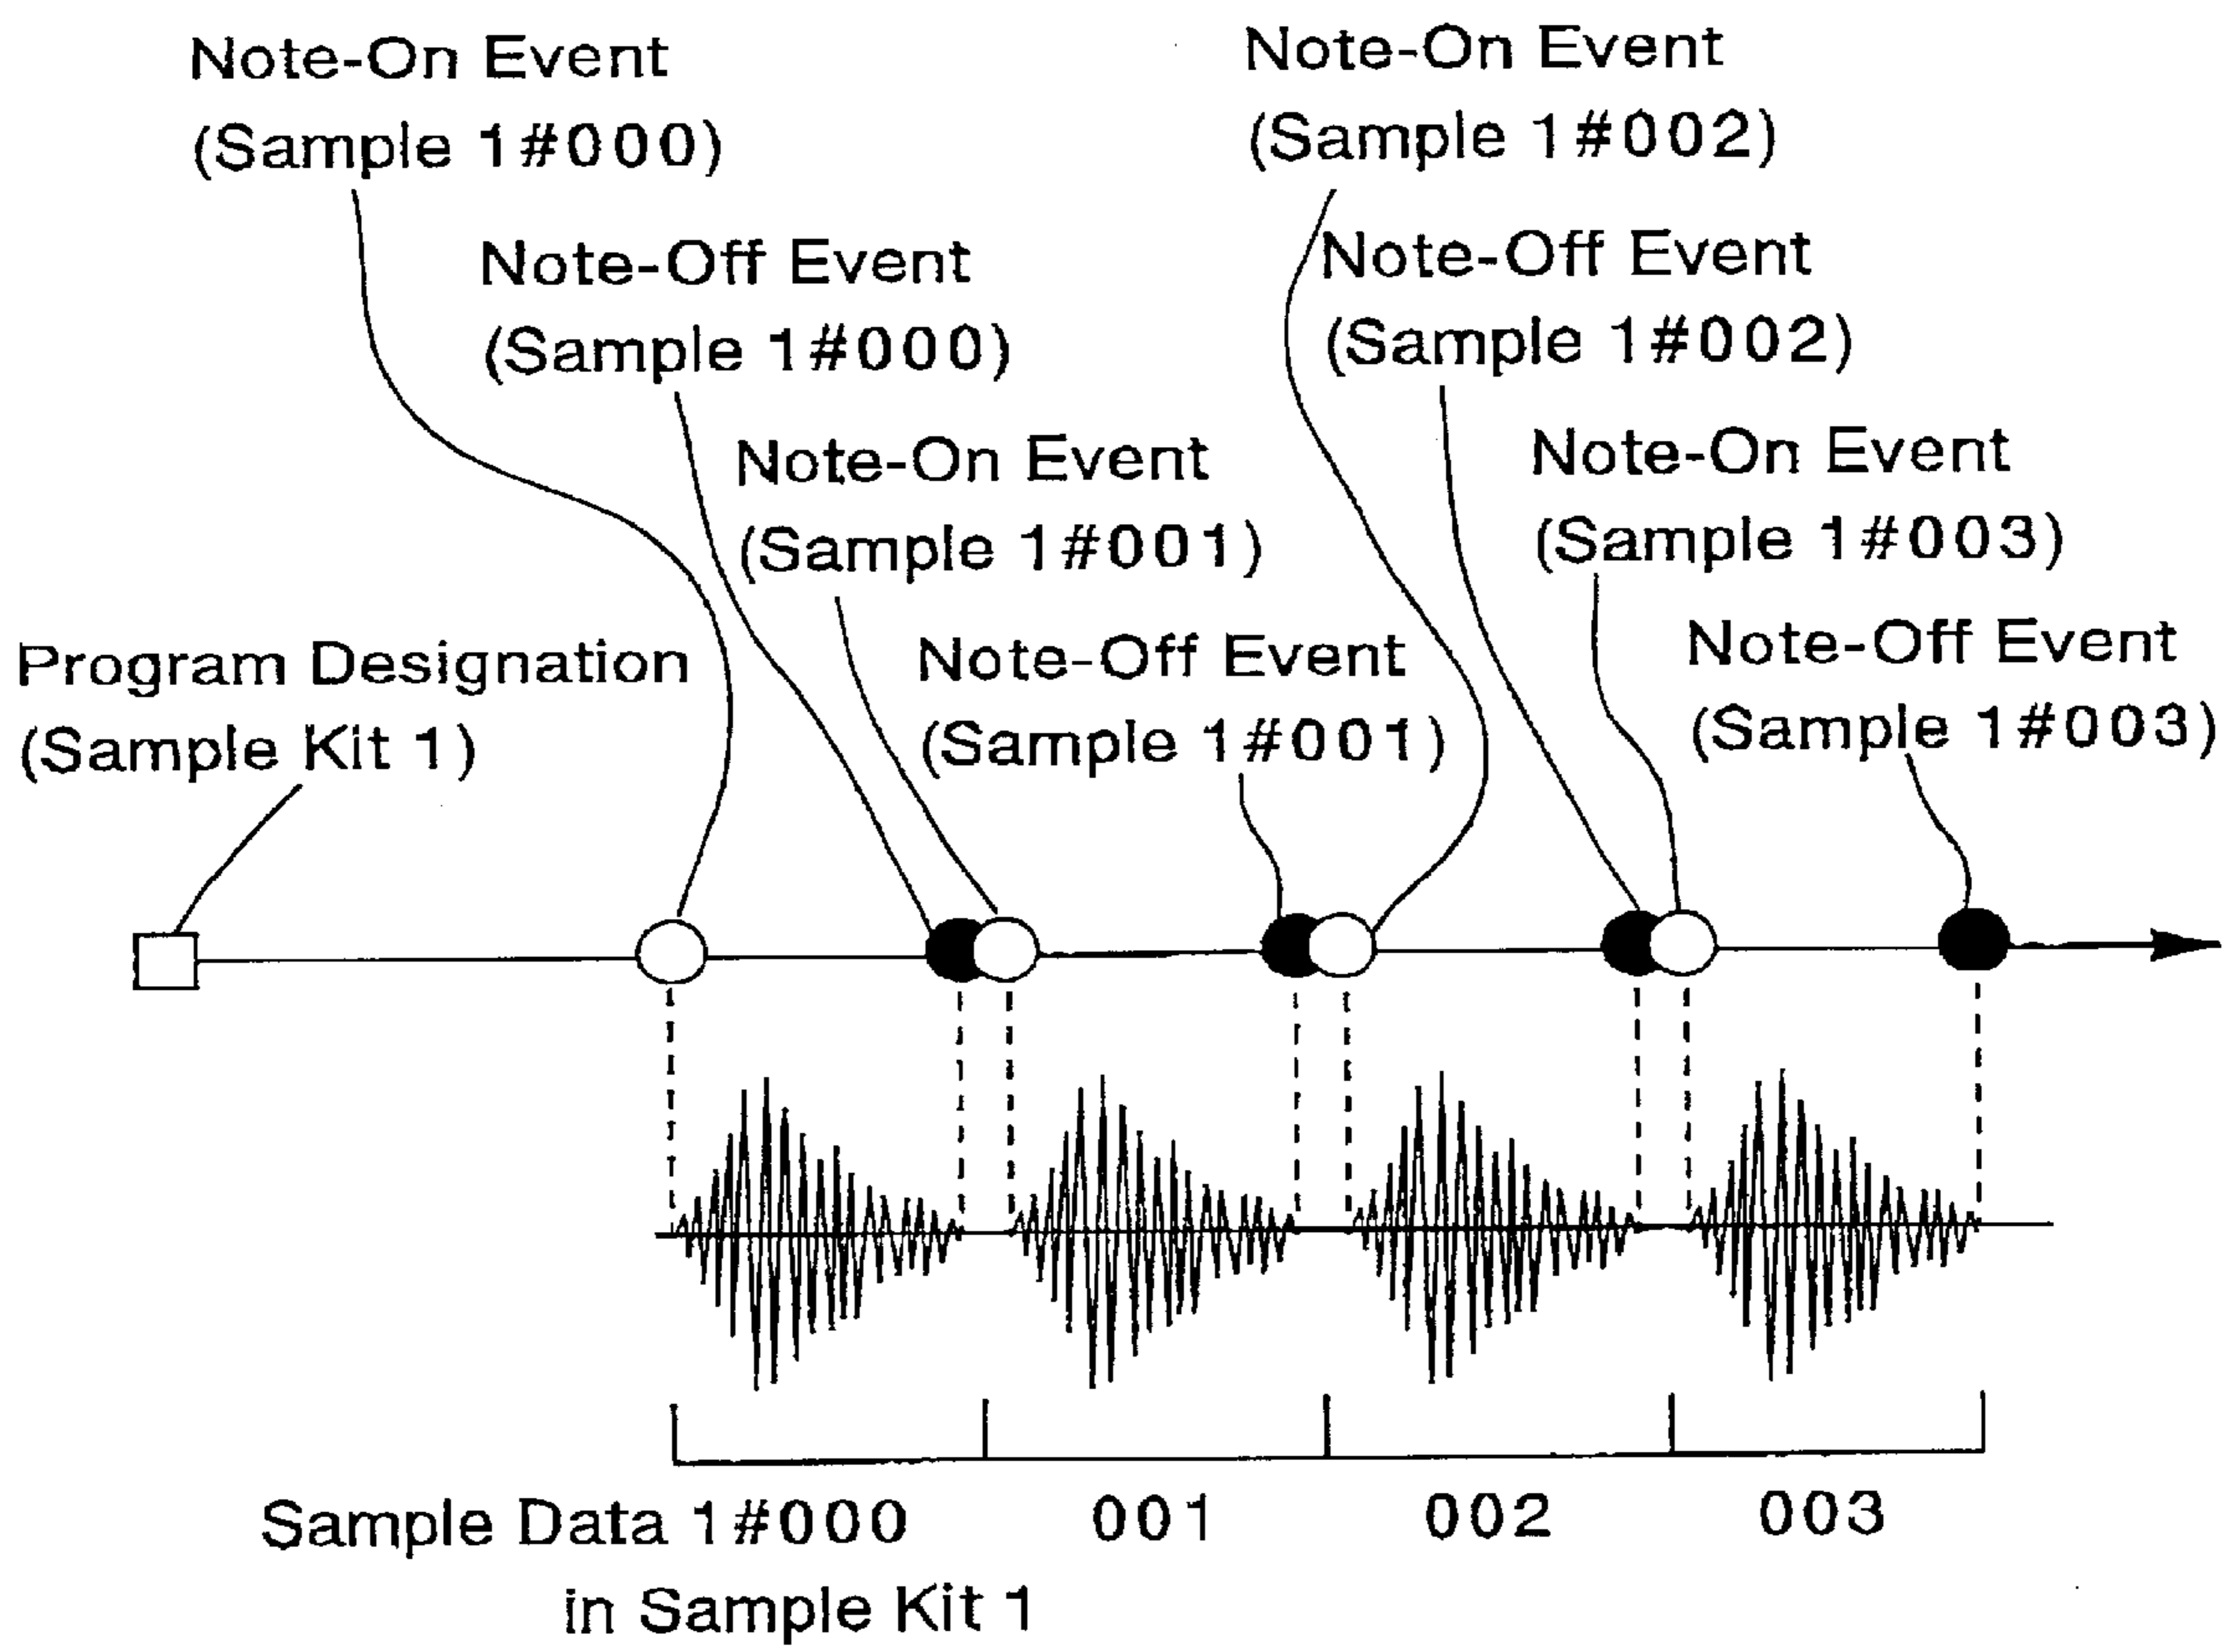 Note-On Event
(Sample 1#000)
Note-Off Event
(Sample 1#000)
Note-On Event
(Sample 1#001)
Note-Off Event
(Sample 1#001)
Note-On Event
(Sample 1#002)
Note-Off Event
(Sample 1#002)
Note-On Event
(Sample 1#003)
Note-Off Event
(Sample 1#003)
Program Designation
(Sample Kit 1)
Sample Data 1#000 001 002 003
in Sample Kit 1